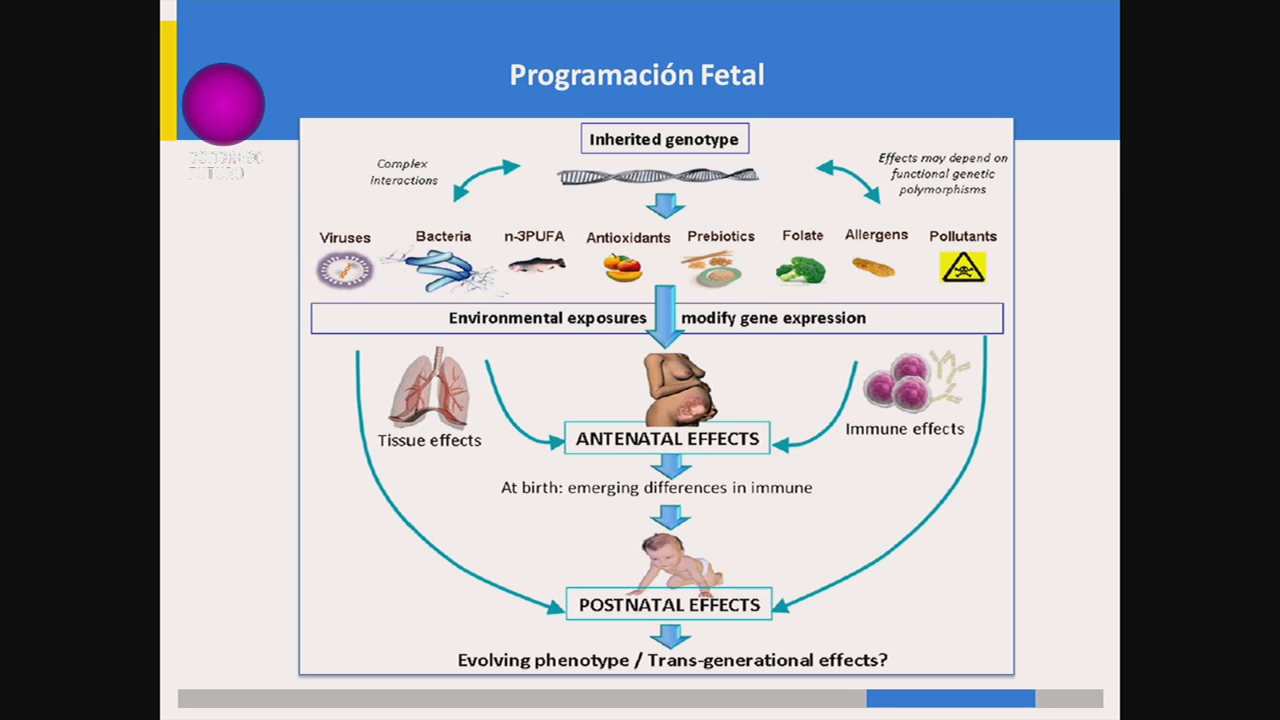 Programación Fetal
Inherited genotype
Complex
interactions
Effects may depend on
functional genetic
polymorphisms
Viruses
Bacteria
n-3PUFA
Antioxidants
Prebiotics
Folate
Allergens
Pollutants
Environmental exposures modify gene expression
Tissue effects
Immune effects
ANTENATAL EFFECTS
At birth: emerging differences in immune
POSTNATAL EFFECTS
Evolving phenotype / Trans-generational effects?